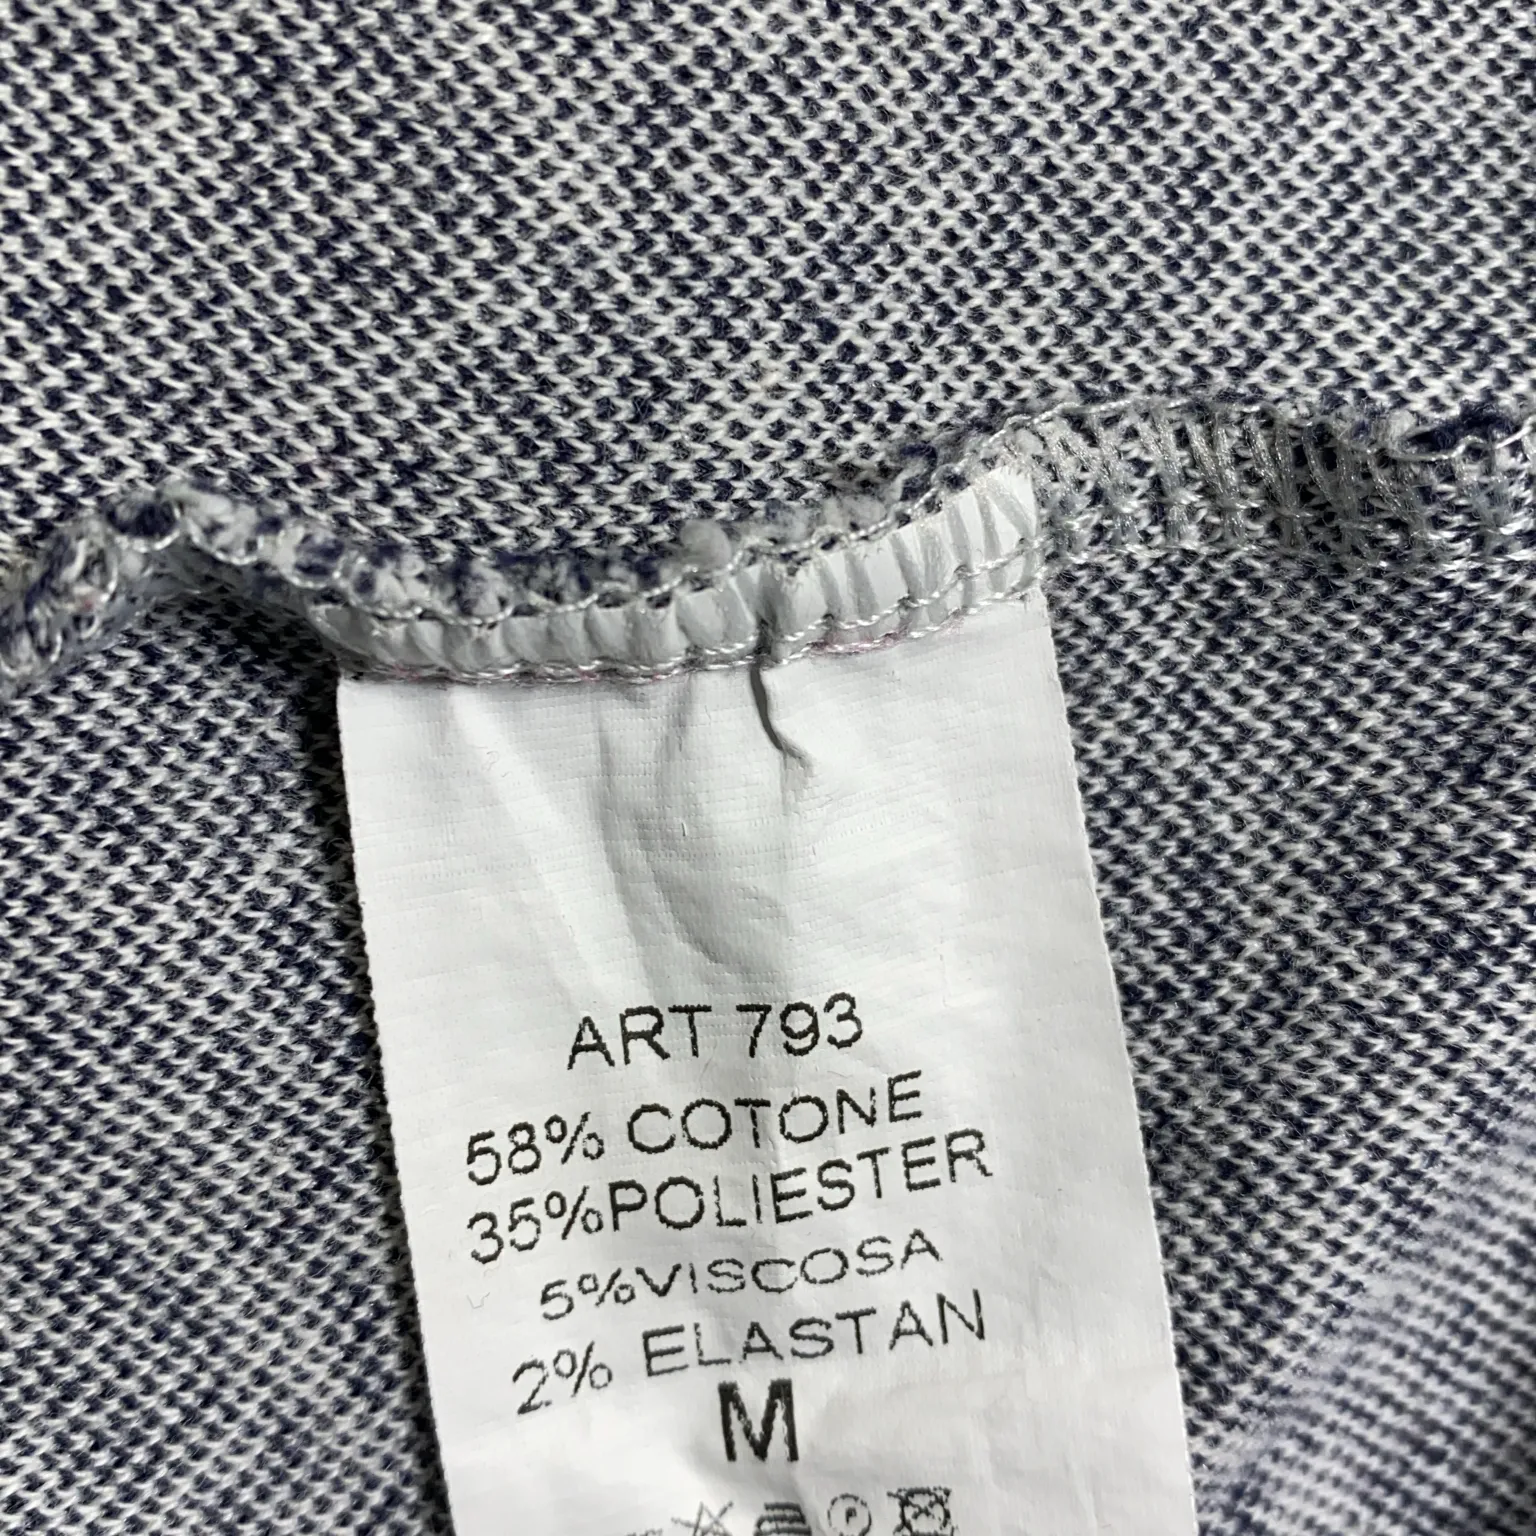 ART 793
58% COTONE
35%POLIESTER
5%VISCOSA
2% ELASTAN
M